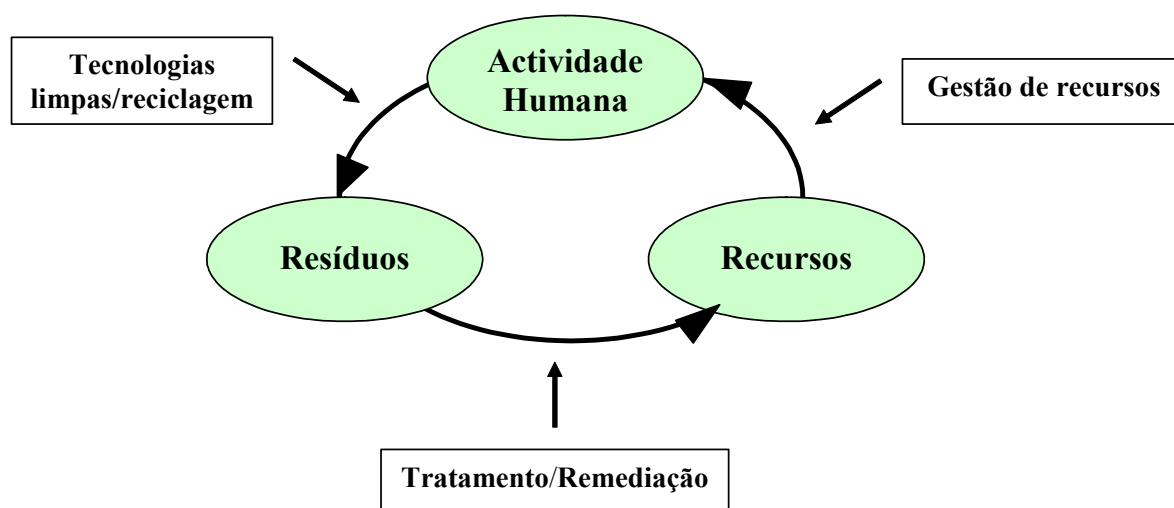 Tecnologias
limpas/reciclagem
Actividade
Humana
Gestão de recursos
Resíduos
Recursos
Tratamento/Remediação